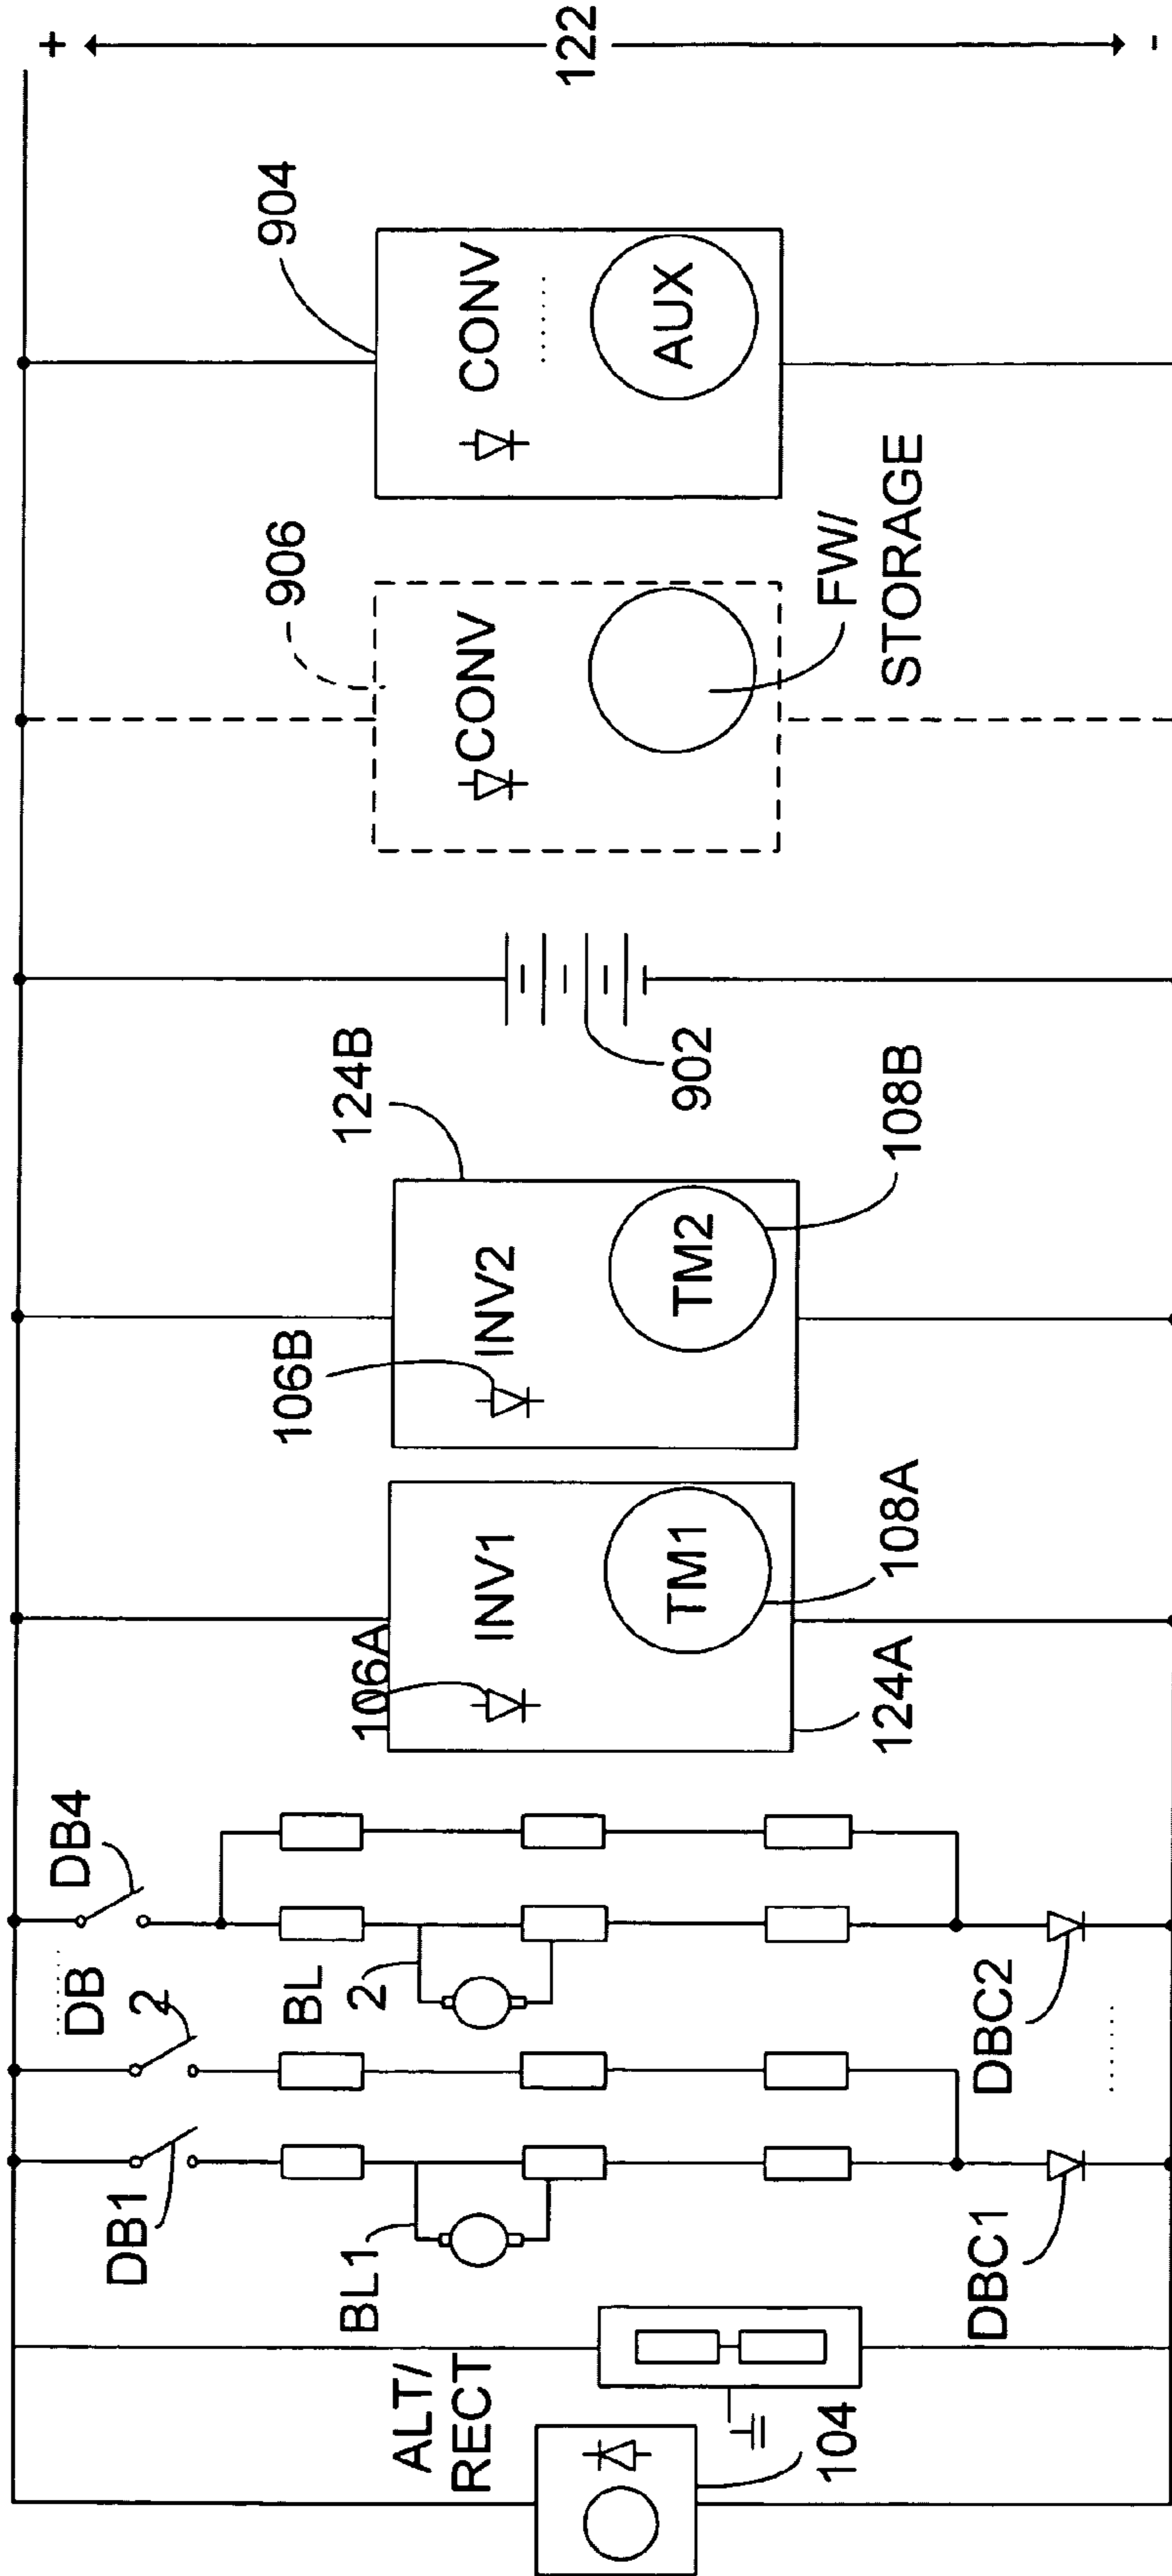 +
122
-
904
CONV
AUX
906
CONV
FW/
STORAGE
902
124B
INV2
106B
TM2
108B
INV1
106A
TM1
108A
124A
DB4
DB
2
DB1
BL
2
BL1
DBC2
DBC1
ALT/
RECT
104